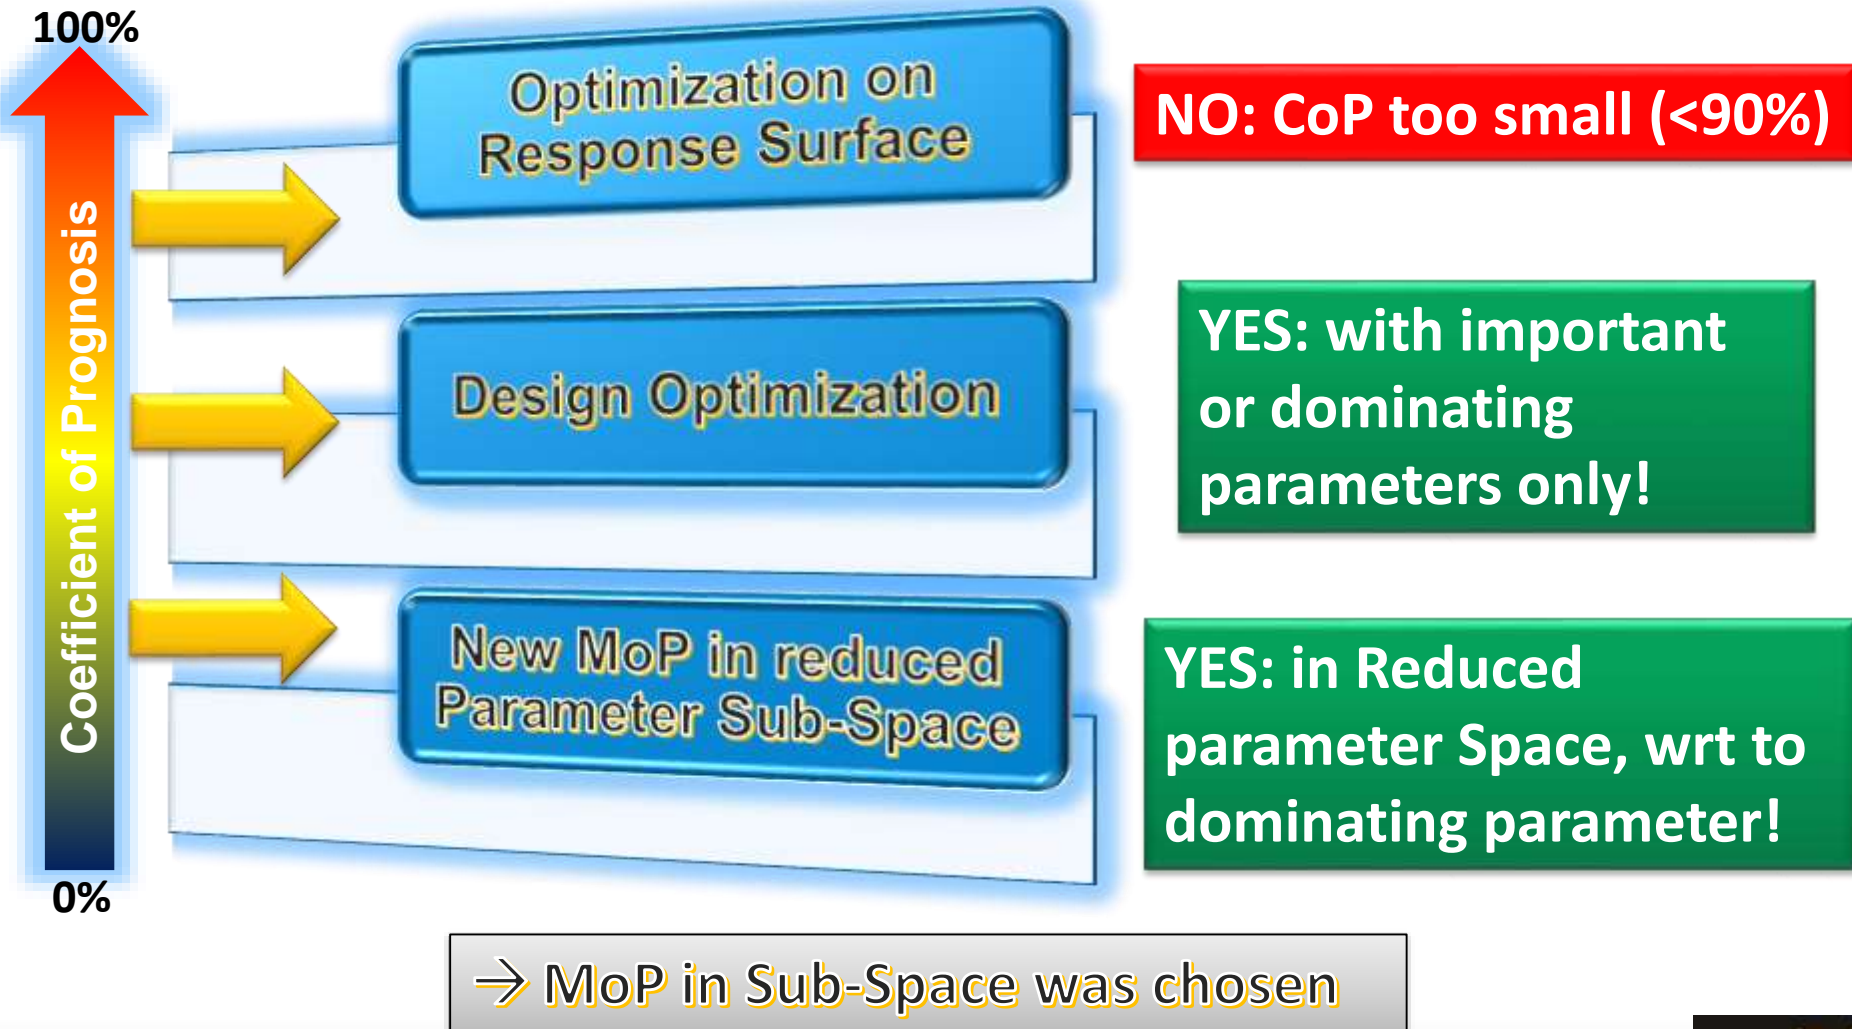 100%
Coefficient of Prognosis
0%
Optimization on
Response Surface
NO: CoP too small (<90%)
Design Optimization
YES: with important
or dominating
parameters only!
New MoP in reduced
Parameter Sub-Space
YES: in Reduced
parameter Space, wrt to
dominating parameter!
→ MoP in Sub-Space was chosen